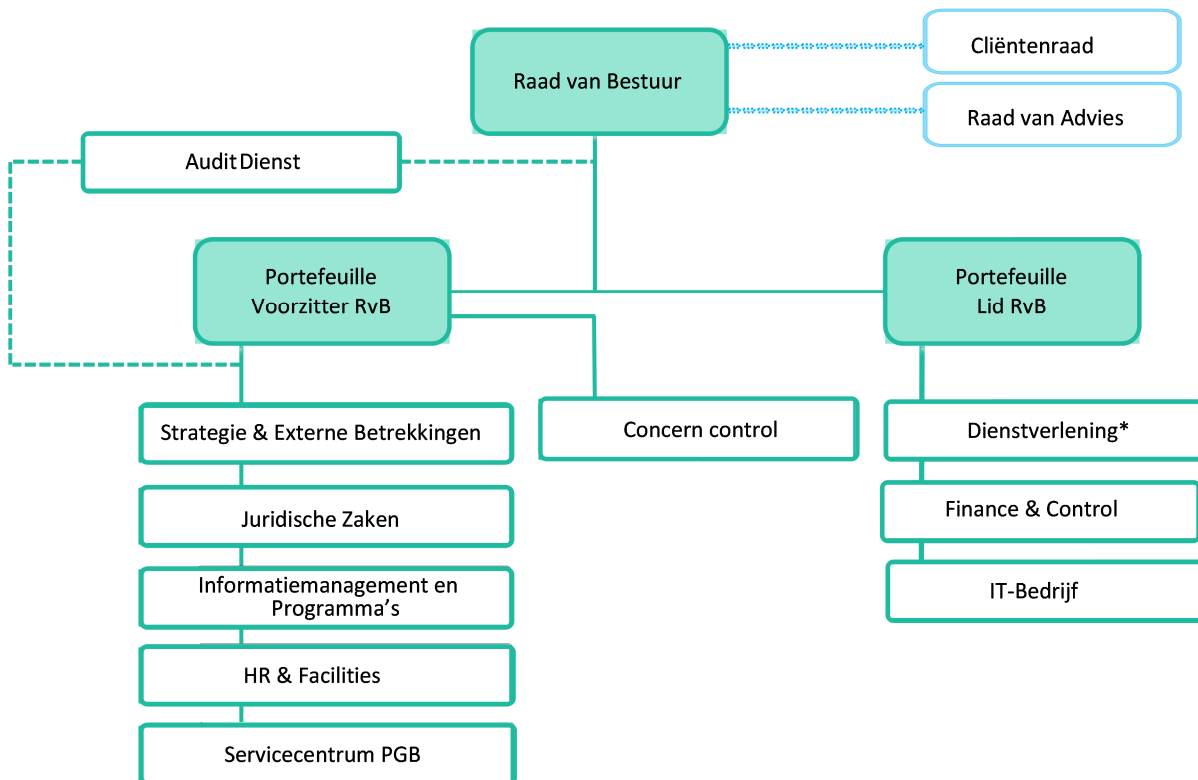 Cliëntenraad
Raad van Bestuur
Raad van Advies
Audit Dienst
Portefeuille
Voorzitter RvB
Portefeuille
Lid RvB
Strategie & Externe Betrekkingen
Concern control
Dienstverlening*
Juridische Zaken
Finance & Control
Informatiemanagement en
Programma's
IT-Bedrijf
HR & Facilities
Servicecentrum PGB